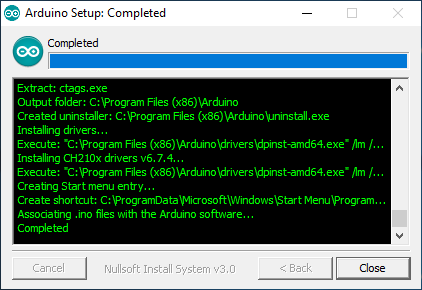 Arduino Setup: Completed
Completed
Extract: ctags.exe
Output folder: C:\Program Files (x86)\Arduino
Created uninstaller: C:\Program Files (x86)\Arduino\uninstall.exe
Installing drivers...
Execute: "C:\Program Files (x86)\Arduino\drivers\dpinst-amd64.exe" /lm /...
Installing CH210x drivers v6.7.4...
Execute: "C:\Program Files (x86)\Arduino\drivers\dpinst-amd64.exe" /lm /...
Creating Start menu entry...
Create shortcut: C:\ProgramData\Microsoft\Windows\Start Menu\Program...
Associating .ino files with the Arduino software...
Completed
Cancel Nullsoft Install System v3.0 < Back Close